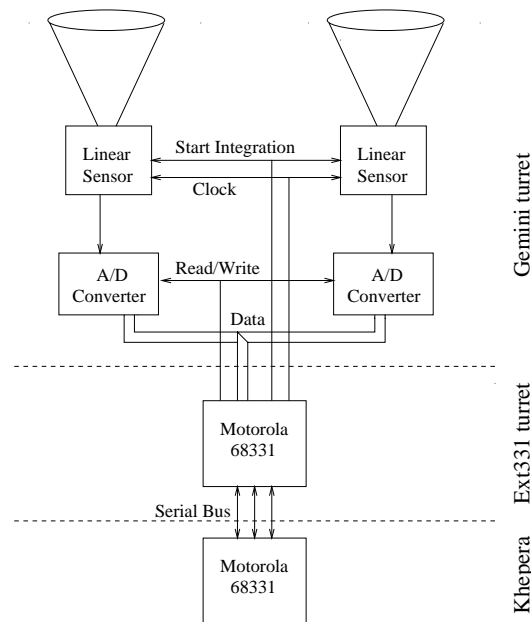 Linear
Sensor
Start Integration
Clock
Linear
Sensor
Gemini turret
A/D
Converter
Read/Write
A/D
Converter
Data
Motorola
68331
Ext331 turret
Serial Bus
Motorola
68331
Khepera